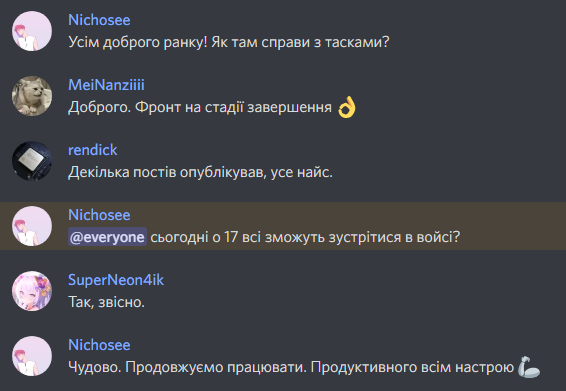 Nichosee
Усім доброго ранку! Як там справи з тасками?
MeiNanziiii
Доброго. Фронт на стадії завершення 👌
rendick
Декілька постів опублікував, усе найс.
Nichosee
@everyone сьогодні о 17 всі зможуть зустрітися в войсі?
SuperNeon4ik
Так, звісно.
Nichosee
Чудово. Продовжуємо працювати. Продуктивного всім настрою 🦾